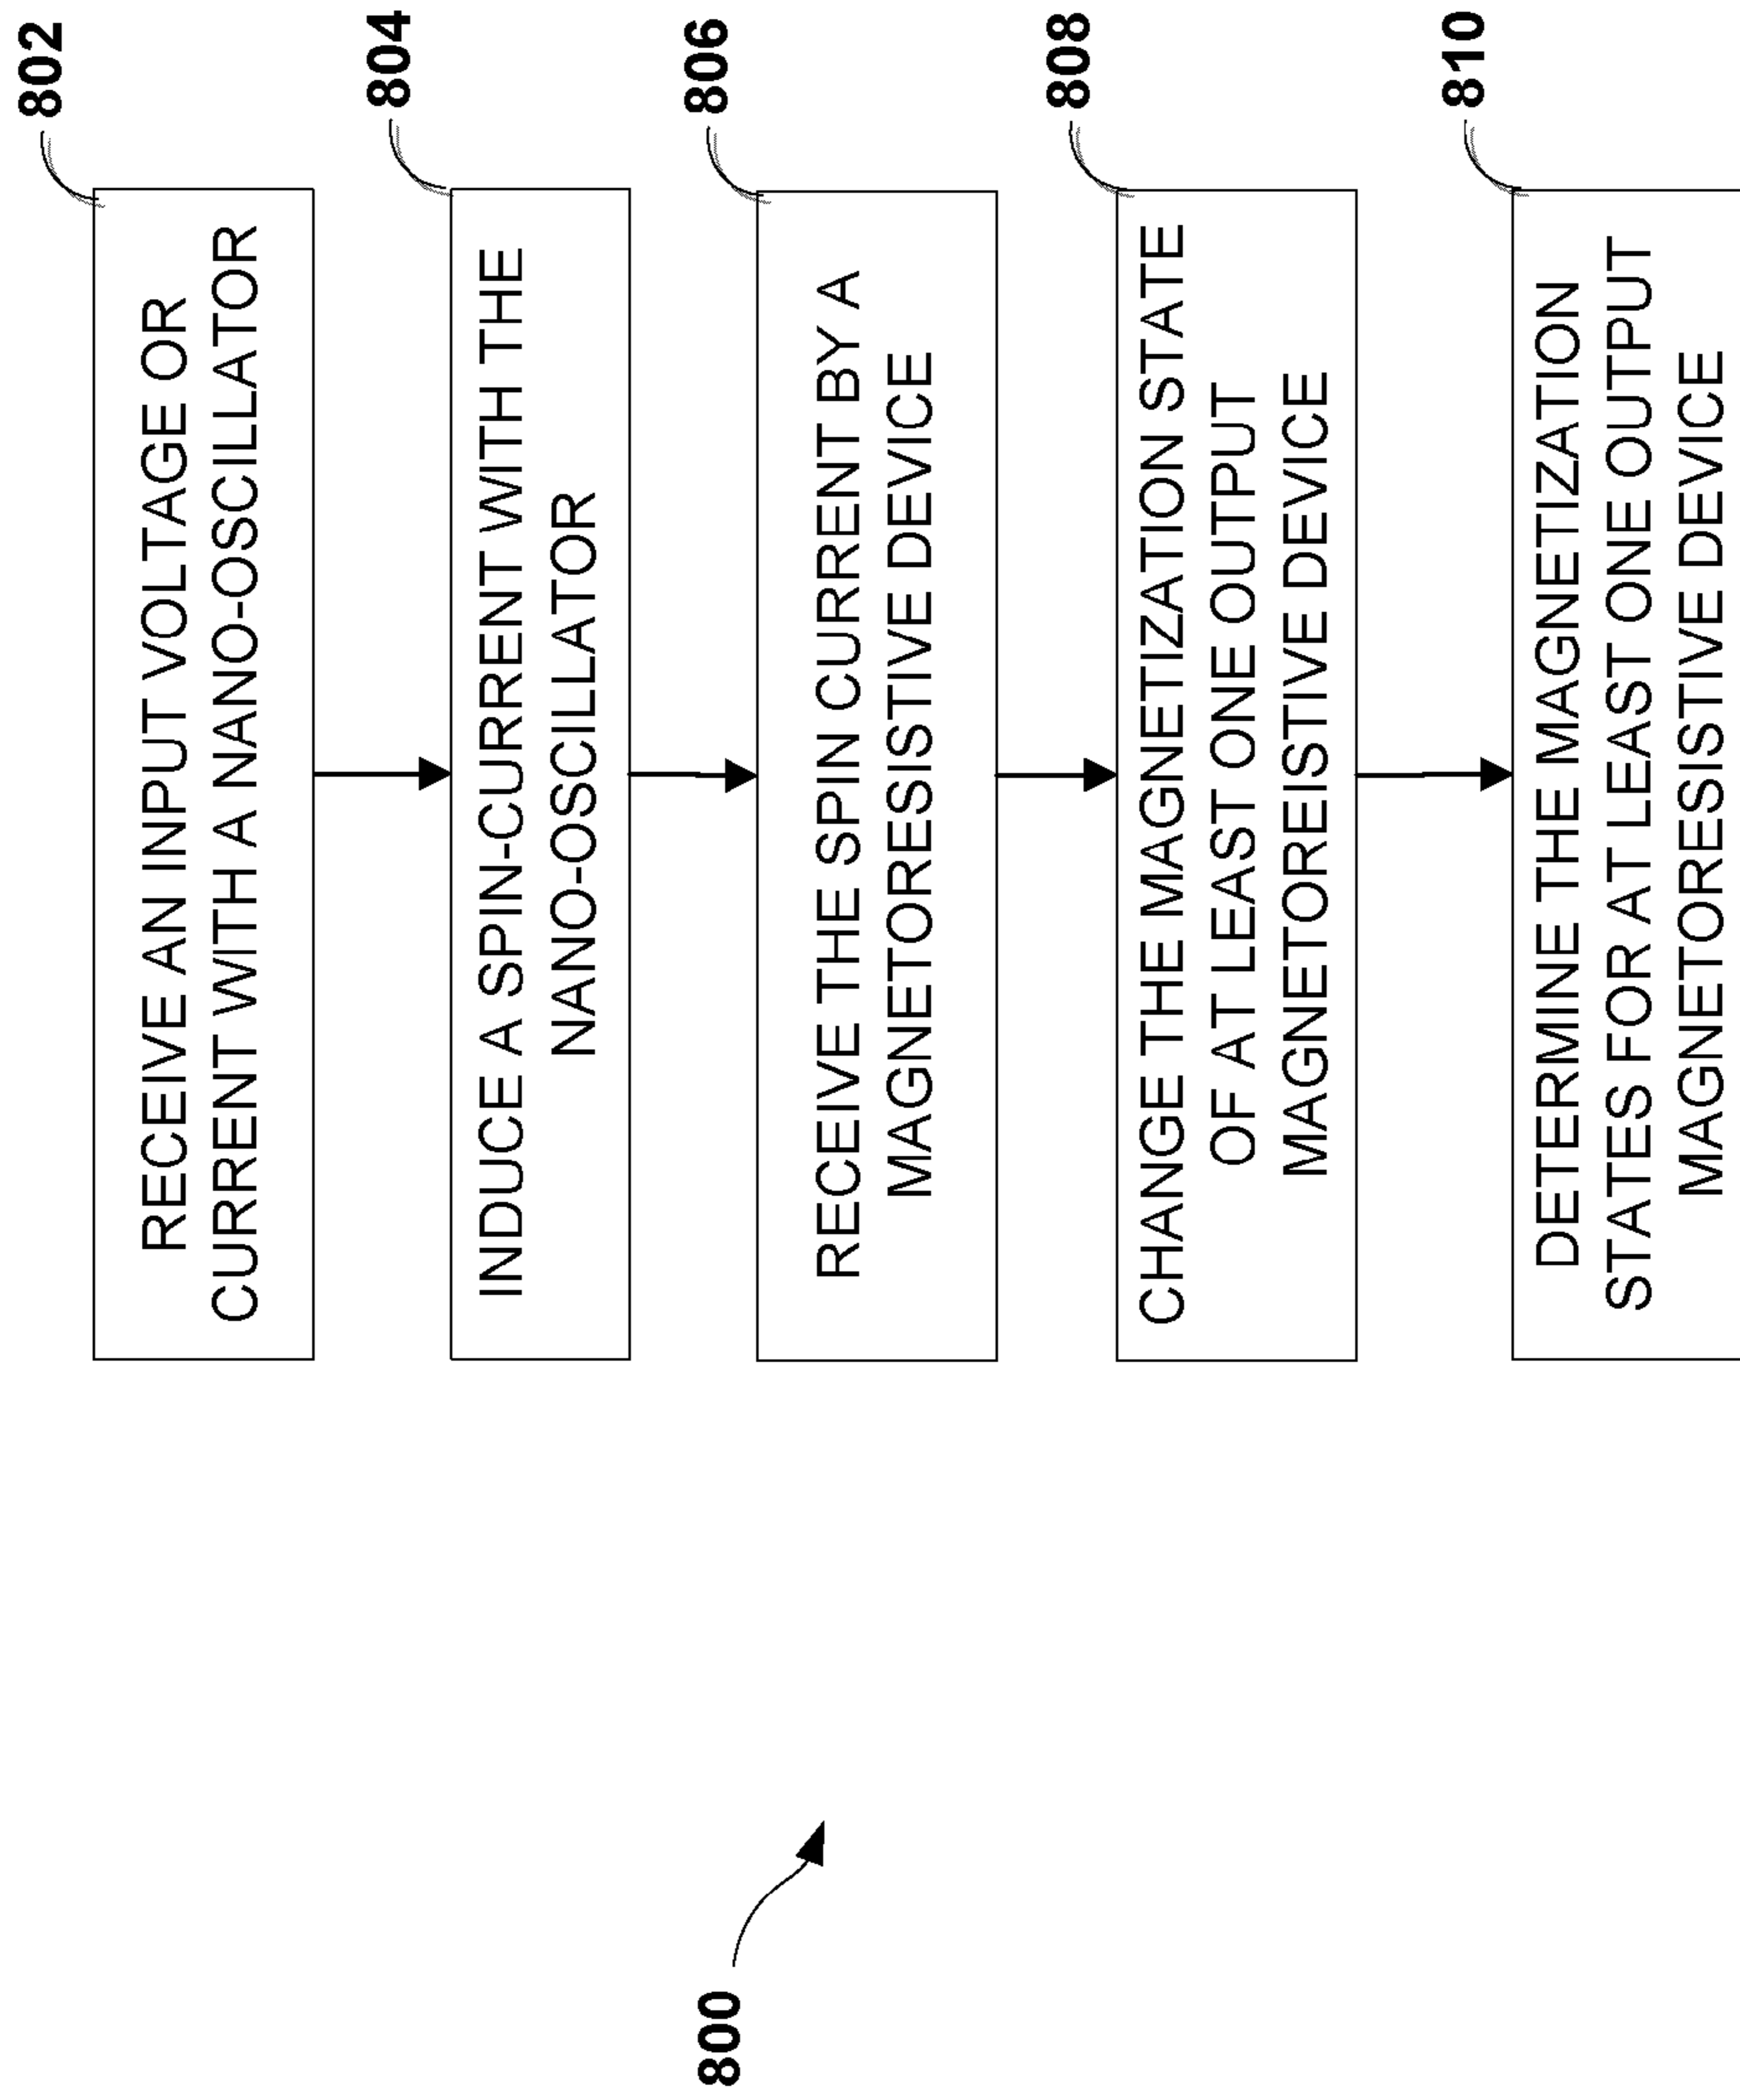 800
802
RECEIVE AN INPUT VOLTAGE OR
CURRENT WITH A NANO-OSCILLATOR
804
INDUCE A SPIN-CURRENT WITH THE
NANO-OSCILLATOR
806
RECEIVE THE SPIN CURRENT BY A
MAGNETORESISTIVE DEVICE
808
CHANGE THE MAGNETIZATION STATE
OF AT LEAST ONE OUTPUT
MAGNETOREISTIVE DEVICE
810
DETERMINE THE MAGNETIZATION
STATES FOR AT LEAST ONE OUTPUT
MAGNETORESISTIVE DEVICE